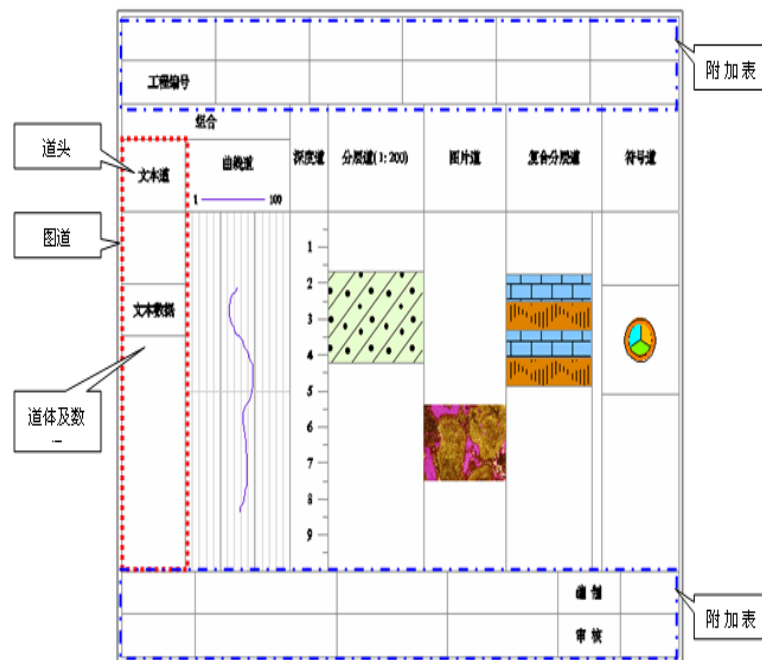 附加表
工程编号
组合
道头
文本道
曲线道
1 100
深度道
分层道(1:200)
图片道
复合分层道
符号道
图道
1
2
文本数据
3
4
5
道体及数
6
7
8
9
编 制
附加表
审 核